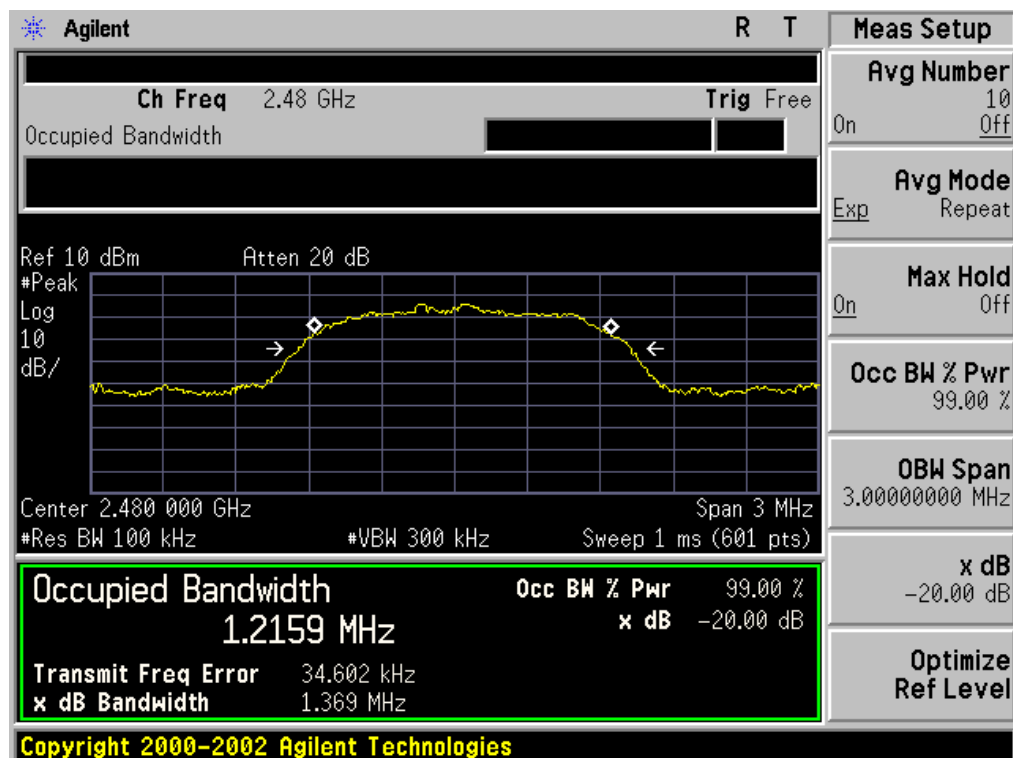 Agilent R T
Ch Freq 2.48 GHz Trig Free
Occupied Bandwidth
Ref 10 dBm Atten 20 dB
#Peak
Log
10
dB/
Center 2.480 000 GHz Span 3 MHz
#Res BW 100 kHz #VBW 300 kHz Sweep 1 ms (601 pts)
Occupied Bandwidth
1.2159 MHz
Occ BW % Pwr 99.00 %
x dB -20.00 dB
Transmit Freq Error 34.602 kHz
x dB Bandwidth 1.369 MHz
Copyright 2000-2002 Agilent Technologies
Meas Setup
Avg Number
10
On Off
Avg Mode
Exp Repeat
Max Hold
On Off
Occ BW % Pwr
99.00 %
OBW Span
3.00000000 MHz
x dB
-20.00 dB
Optimize
Ref Level